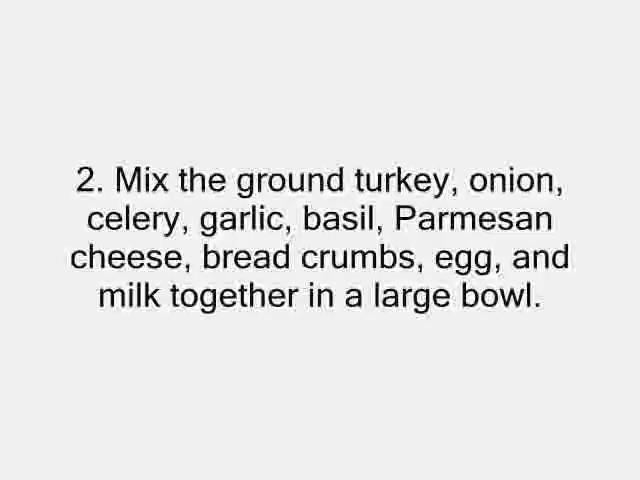 2. Mix the ground turkey, onion,
celery, garlic, basil, Parmesan
cheese, bread crumbs, egg, and
milk together in a large bowl.